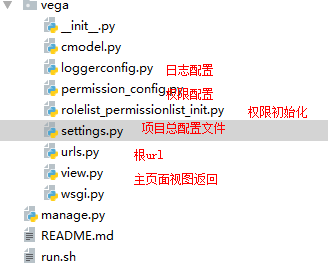 vega
__init__.py
cmodel.py
loggerconfig.py 日志配置
permission_config.py 权限配置
rolelist_permissionlist_init.py 权限初始化
settings.py 项目总配置文件
urls.py 根url
view.py 主页面视图返回
wsgi.py
manage.py
README.md
run.sh